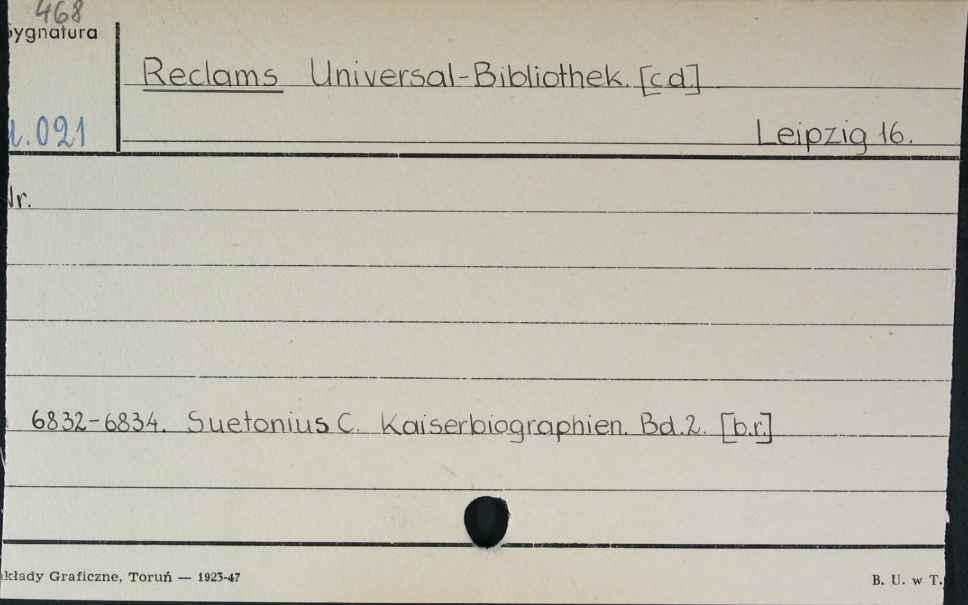 468
Sygnatura
Reclams Universal-Bibliothek. [cd]
.021
Leipzig 16.
Nr.
6832-6834. Suetonius C. Kaiserbiographien. Bd.2. [b.r.]
kłady Graficzne, Toruń — 1923-47
B. U. w T.